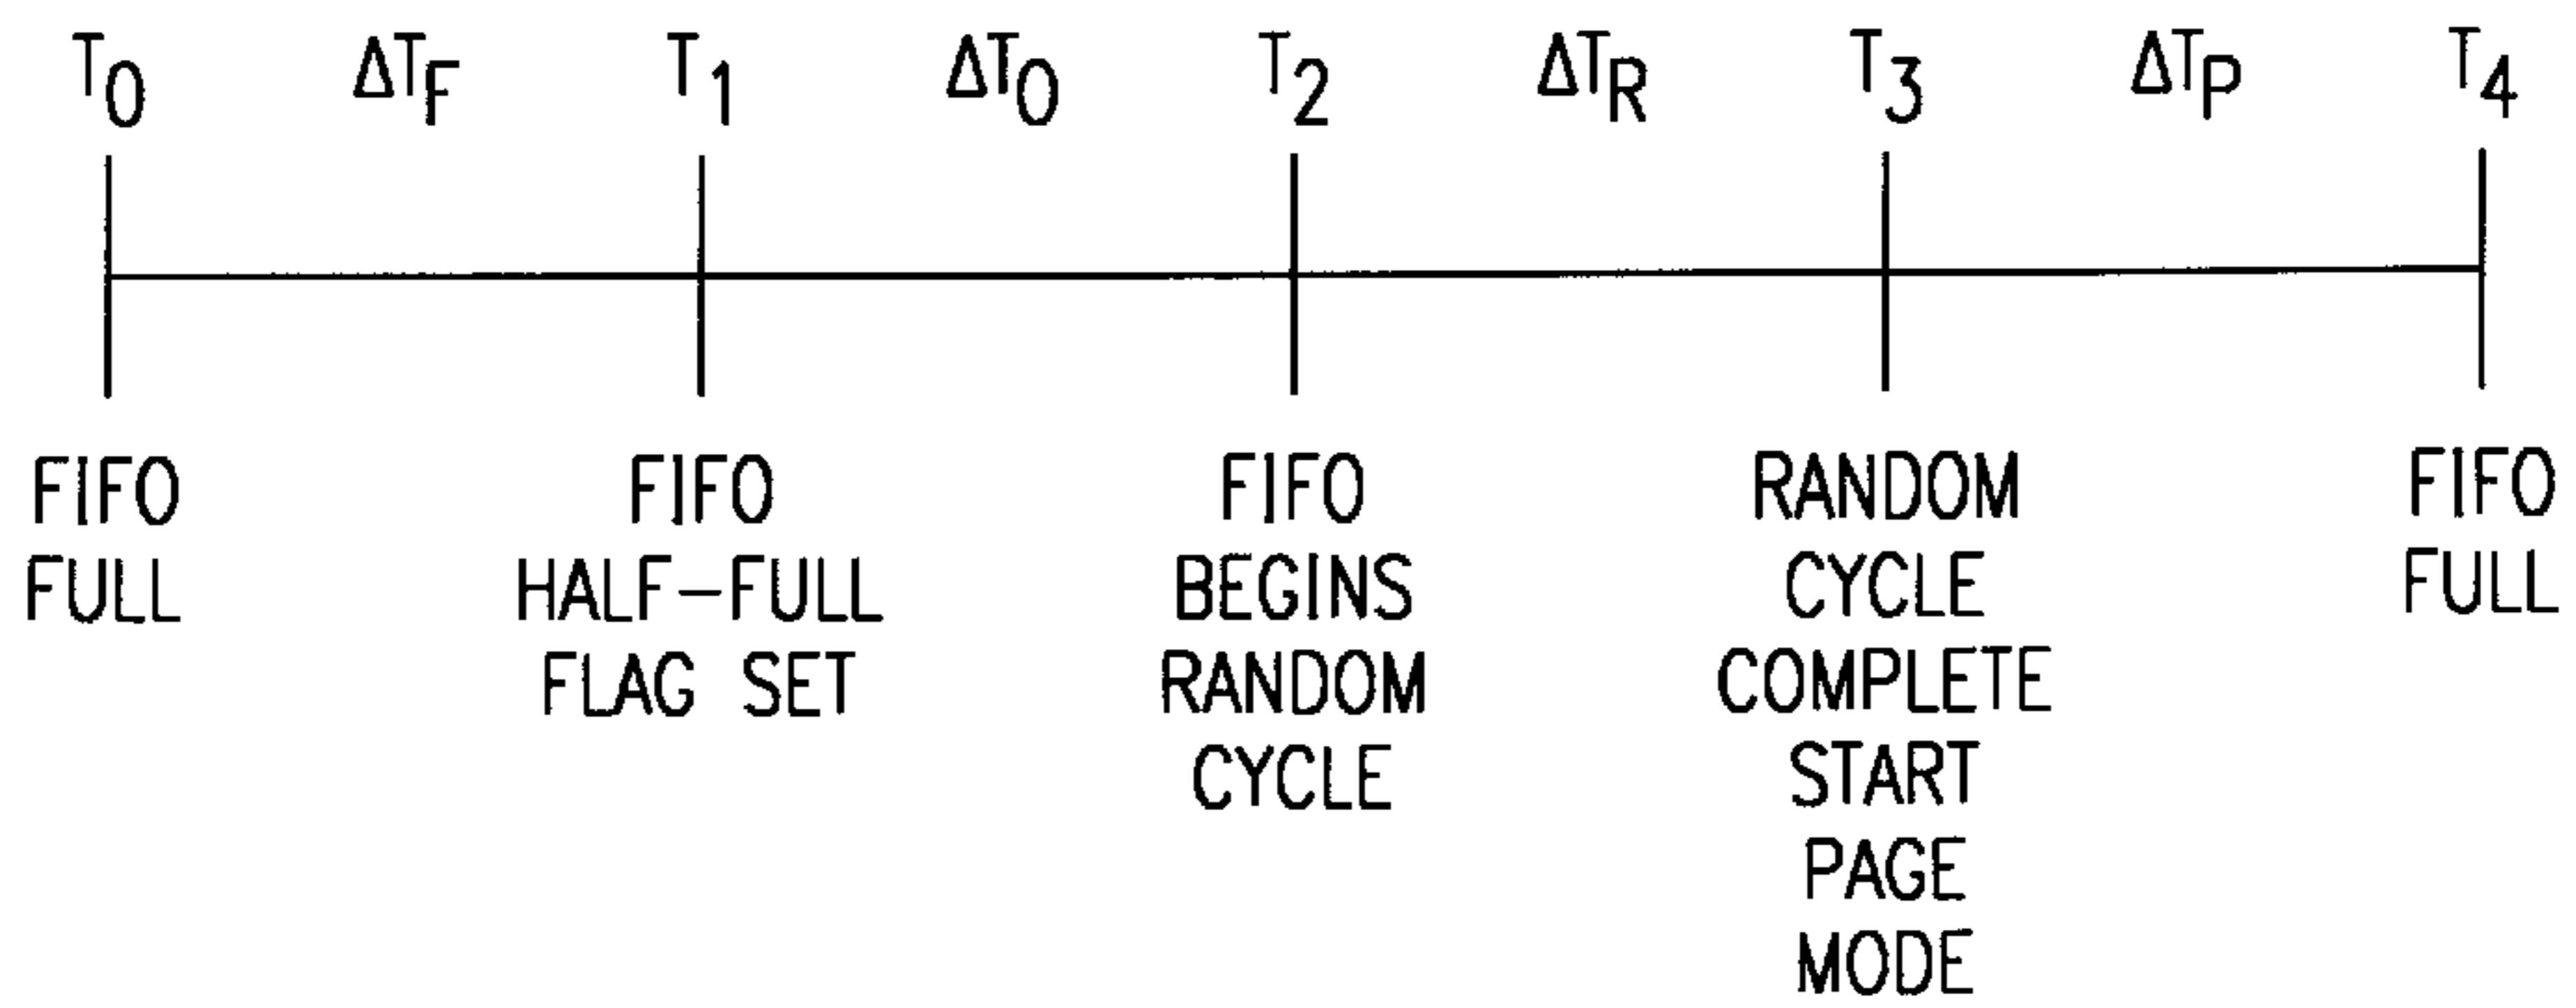 T0 ΔTF T1 ΔTO T2 ΔTR T3 ΔTP T4
FIFO
FULL
FIFO
HALF-FULL
FLAG SET
FIFO
BEGINS
RANDOM
CYCLE
RANDOM
CYCLE
COMPLETE
START
PAGE
MODE
FIFO
FULL